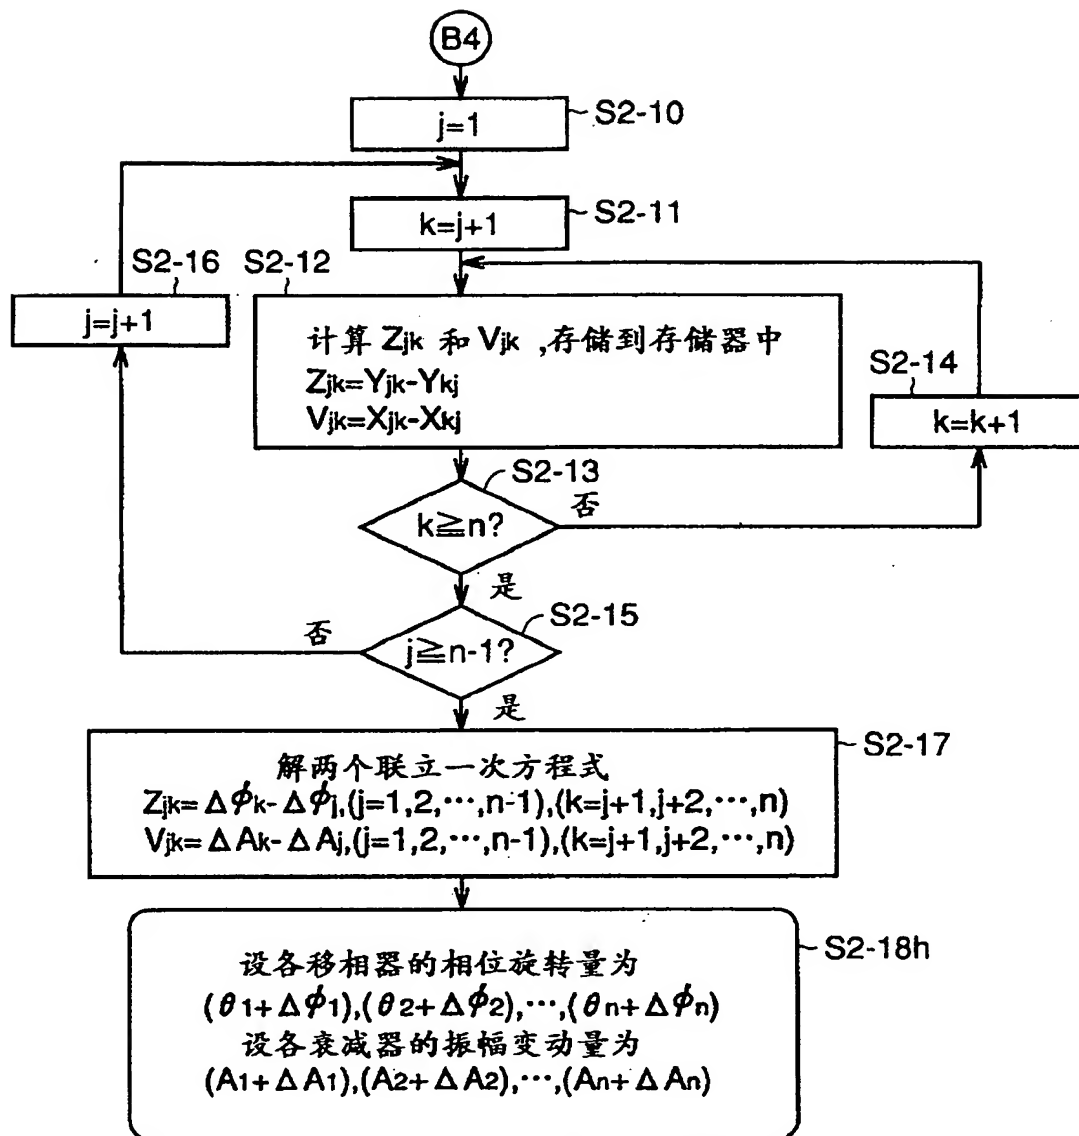 B4
j=1
S2-10
k=j+1
S2-11
S2-16
S2-12
j=j+1
计算 Zjk 和 Vjk ,存储到存储器中
Zjk=Yjk-Ykj
Vjk=Xjk-Xkj
S2-14
k=k+1
S2-13
k≧n?
否
是
S2-15
否
j≧n-1?
是
S2-17
解两个联立一次方程式
Zjk=Δϕk-Δϕj,(j=1,2,⋯,n-1),(k=j+1,j+2,⋯,n)
Vjk=ΔAk-ΔAj,(j=1,2,⋯,n-1),(k=j+1,j+2,⋯,n)
S2-18h
设各移相器的相位旋转量为
(θ1+Δϕ1),(θ2+Δϕ2),⋯,(θn+Δϕn)
设各衰减器的振幅变动量为
(A1+ΔA1),(A2+ΔA2),⋯,(An+ΔAn)